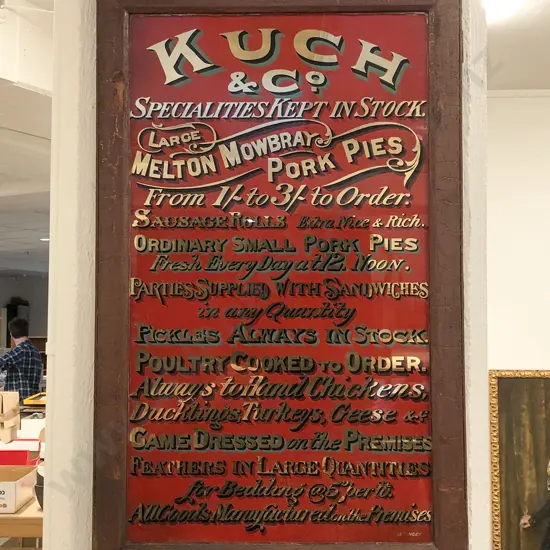 KUCH
& Co.
SPECIALITIES KEPT IN STOCK.
LARGE
MELTON MOWBRAY
PORK PIES
From 1/- to 3/- to Order.
SAUSAGE ROLLS Extra Nice & Rich.
ORDINARY SMALL PORK PIES
Fresh Every Day at 12. Noon.
PARTIES SUPPLIED WITH SANDWICHES
in any Quantity
PICKLES ALWAYS IN STOCK.
POULTRY COOKED TO ORDER.
Always to Hand Chickens,
Ducklings, Turkeys, Geese &c
GAME DRESSED on the PREMISES
FEATHERS IN LARGE QUANTITIES
for Bedding @ 5d per lb.
All Goods Manufactured on the Premises